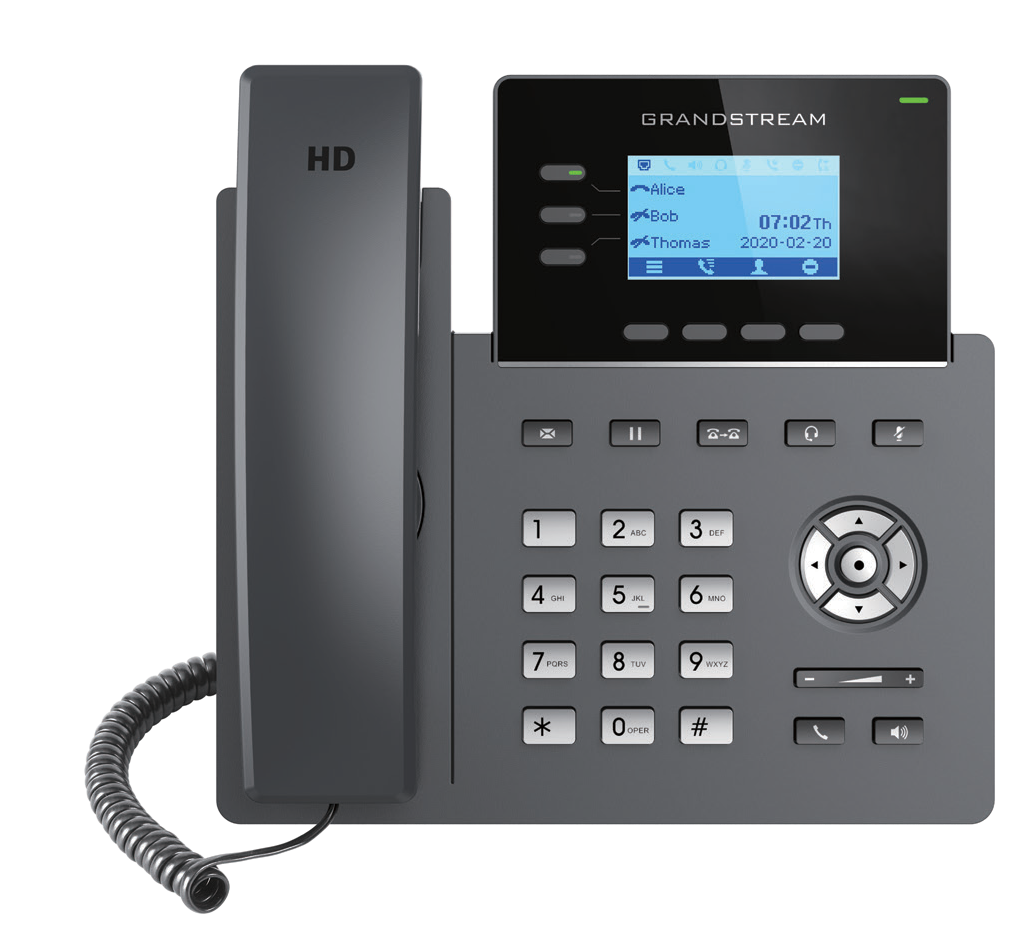 HD
GRANDSTREAM
Alice
Bob
07:02Th
Thomas 2020-02-20
1 2 ABC 3 DEF
4 GHI 5 JKL 6 MNO
7 PQRS 8 TUV 9 WXYZ
* 0 OPER #
- +